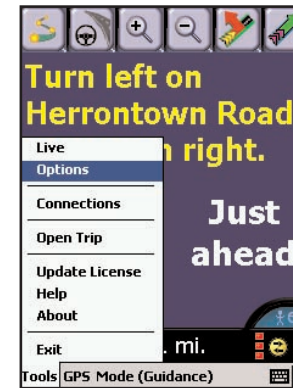 Turn left on
Herrontown Road
right.
Live
Options
Connections
Just
Open Trip
ahead
Update License
Help
About
Exit
. mi.
Tools GPS Mode (Guidance)